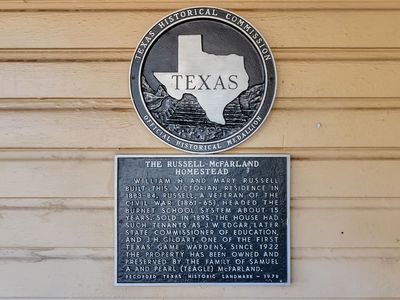 TEXAS HISTORICAL COMMISSION
TEXAS
OFFICIAL HISTORICAL MEDALLION
THE RUSSELL-McFARLAND
HOMESTEAD
WILLIAM H. AND MARY RUSSELL
BUILT THIS VICTORIAN RESIDENCE IN
1883-84. RUSSELL, A VETERAN OF THE
CIVIL WAR (1861-65), HEADED THE
BURNET SCHOOL SYSTEM ABOUT 15
YEARS. SOLD IN 1895, THE HOUSE HAD
SUCH TENANTS AS J. W. EDGAR, LATER
STATE COMMISSIONER OF EDUCATION,
AND J. H. GILDART, ONE OF THE FIRST
TEXAS GAME WARDENS. SINCE 1922
THE PROPERTY HAS BEEN OWNED AND
PRESERVED BY THE FAMILY OF SAMUEL
A. AND PEARL (TEAGLE) McFARLAND.
RECORDED TEXAS HISTORIC LANDMARK - 1979